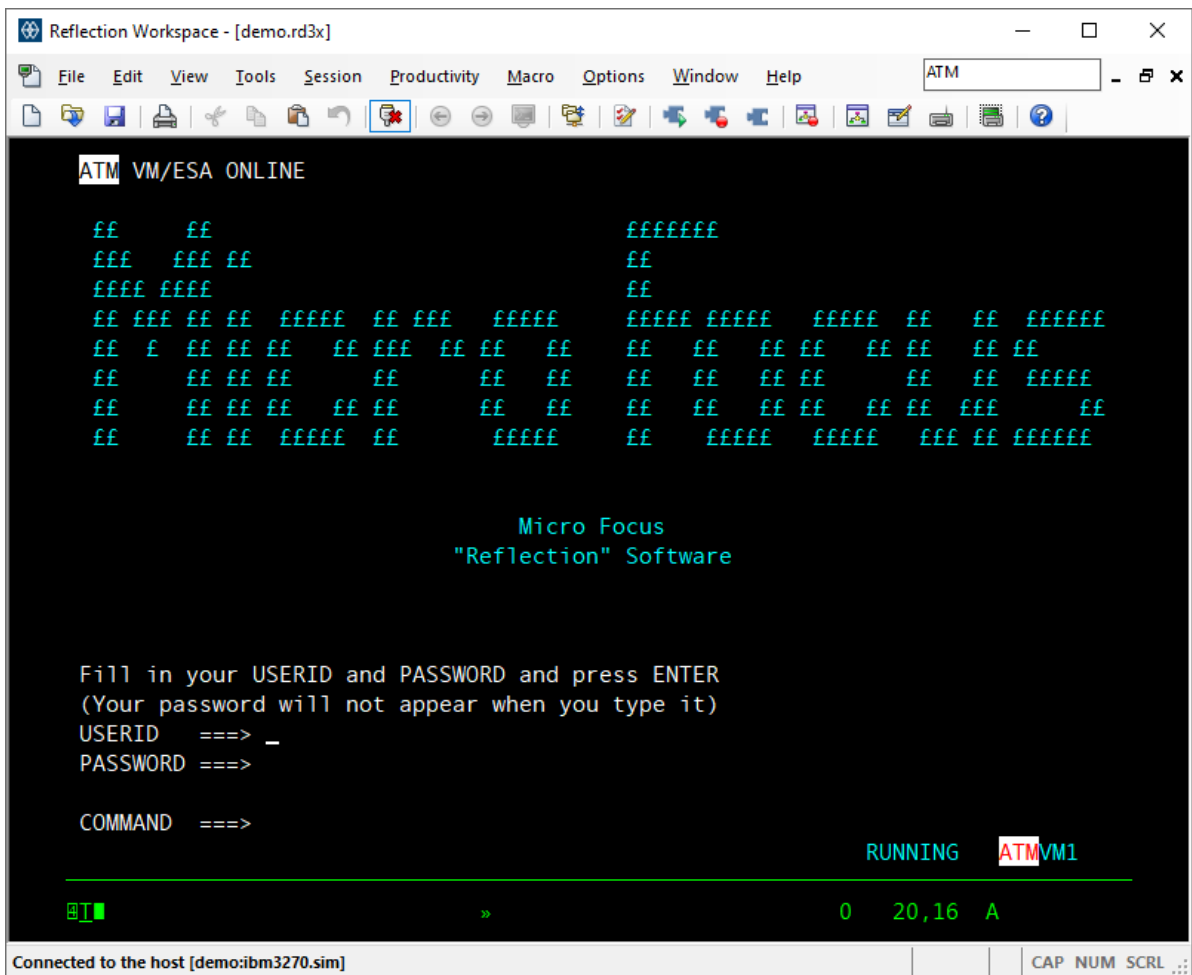 Reflection Workspace - [demo.rd3x]
File Edit View Tools Session Productivity Macro Options Window Help ATM
ATM VM/ESA ONLINE
££     ££                               £££££££
£££   £££ ££                            ££
££££ ££££                               ££
££ £££ ££ ££  £££££  ££ £££   £££££     £££££ £££££   £££££  ££   ££  ££££££
££  £  ££ ££ ££   ££ £££  ££ ££   ££    ££   ££   ££ ££   ££ ££   ££ ££
££     ££ ££ ££      ££      ££   ££    ££   ££   ££ ££      ££   ££  £££££
££     ££ ££ ££   ££ ££      ££   ££    ££   ££   ££ ££   ££ ££  £££      ££
££     ££ ££  £££££  ££       £££££     ££    £££££   £££££   £££ ££ ££££££
Micro Focus
"Reflection" Software
Fill in your USERID and PASSWORD and press ENTER
(Your password will not appear when you type it)
USERID   ===> _
PASSWORD ===>
COMMAND  ===>
RUNNING   ATMVM1
4T » 0 20,16 A
Connected to the host [demo:ibm3270.sim] CAP NUM SCRL